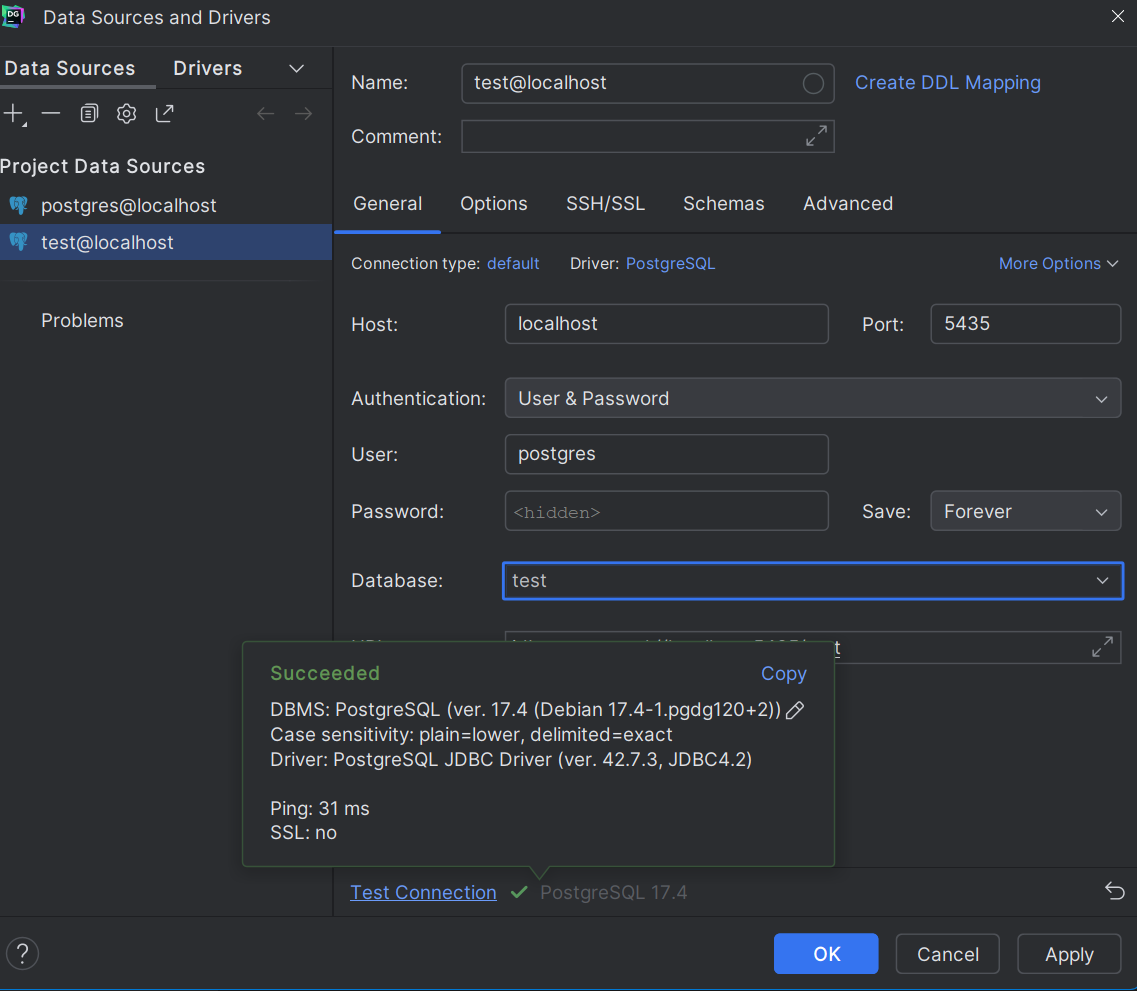 DG
Data Sources and Drivers
Data Sources
Drivers
Project Data Sources
postgres@localhost
test@localhost
Problems
Name:
test@localhost
Create DDL Mapping
Comment:
General
Options
SSH/SSL
Schemas
Advanced
Connection type: default
Driver: PostgreSQL
More Options
Host:
localhost
Port:
5435
Authentication:
User & Password
User:
postgres
Password:
<hidden>
Save:
Forever
Database:
test
Succeeded
Copy
DBMS: PostgreSQL (ver. 17.4 (Debian 17.4-1.pgdg120+2))
Case sensitivity: plain=lower, delimited=exact
Driver: PostgreSQL JDBC Driver (ver. 42.7.3, JDBC4.2)
Ping: 31 ms
SSL: no
Test Connection
PostgreSQL 17.4
?
OK
Cancel
Apply